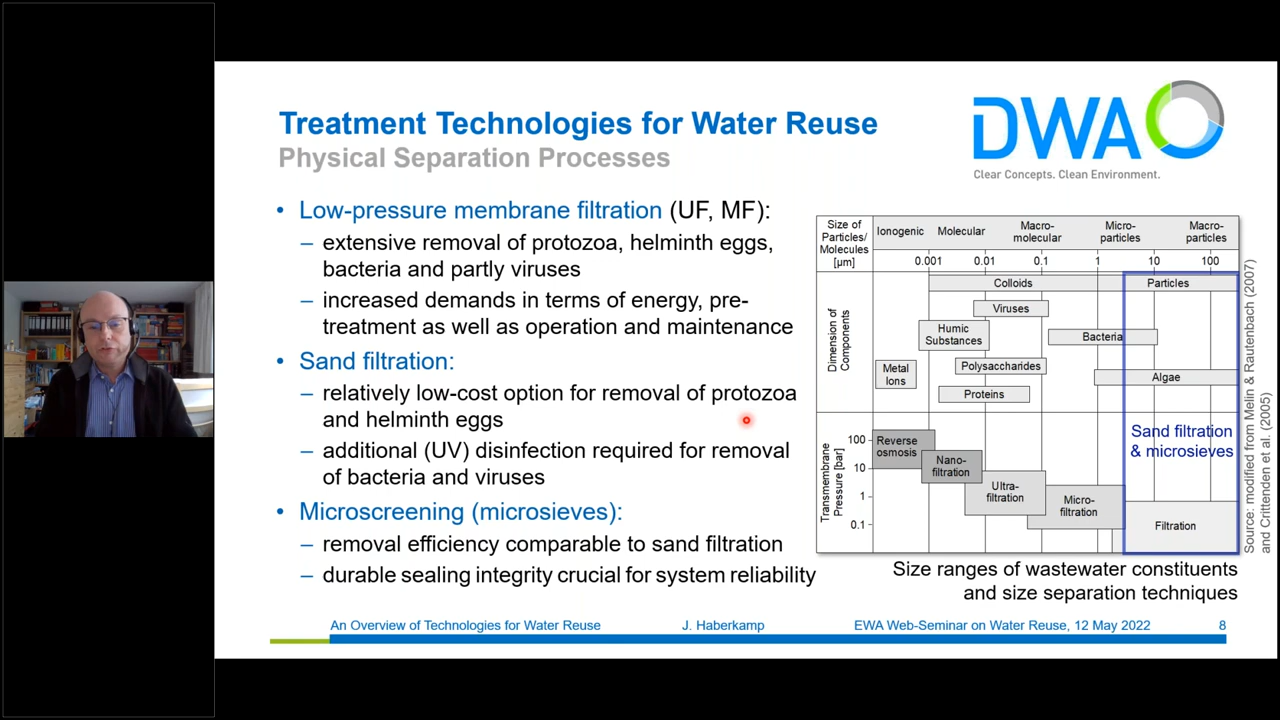 Treatment Technologies for Water Reuse
Physical Separation Processes
DWA
Clear Concepts. Clean Environment.
• Low-pressure membrane filtration (UF, MF):
– extensive removal of protozoa, helminth eggs,
bacteria and partly viruses
– increased demands in terms of energy, pre-
treatment as well as operation and maintenance
• Sand filtration:
– relatively low-cost option for removal of protozoa
and helminth eggs
– additional (UV) disinfection required for removal
of bacteria and viruses
• Microscreening (microsieves):
– removal efficiency comparable to sand filtration
– durable sealing integrity crucial for system reliability
Size of
Particles/
Molecules
[µm]
Ionogenic
Molecular
Macro-
molecular
Micro-
particles
Macro-
particles
0.001 0.01 0.1 1 10 100
Dimension of
Components
Colloids
Particles
Viruses
Humic
Substances
Bacteria
Metal
Ions
Polysaccharides
Algae
Proteins
Transmembrane
Pressure [bar]
100
10
1
0.1
Reverse
osmosis
Nano-
filtration
Ultra-
filtration
Micro-
filtration
Sand filtration
& microsieves
Filtration
Source: modified from Melin & Rautenbach (2007)
and Crittenden et al. (2005)
Size ranges of wastewater constituents
and size separation techniques
An Overview of Technologies for Water Reuse J. Haberkamp EWA Web-Seminar on Water Reuse, 12 May 2022 8